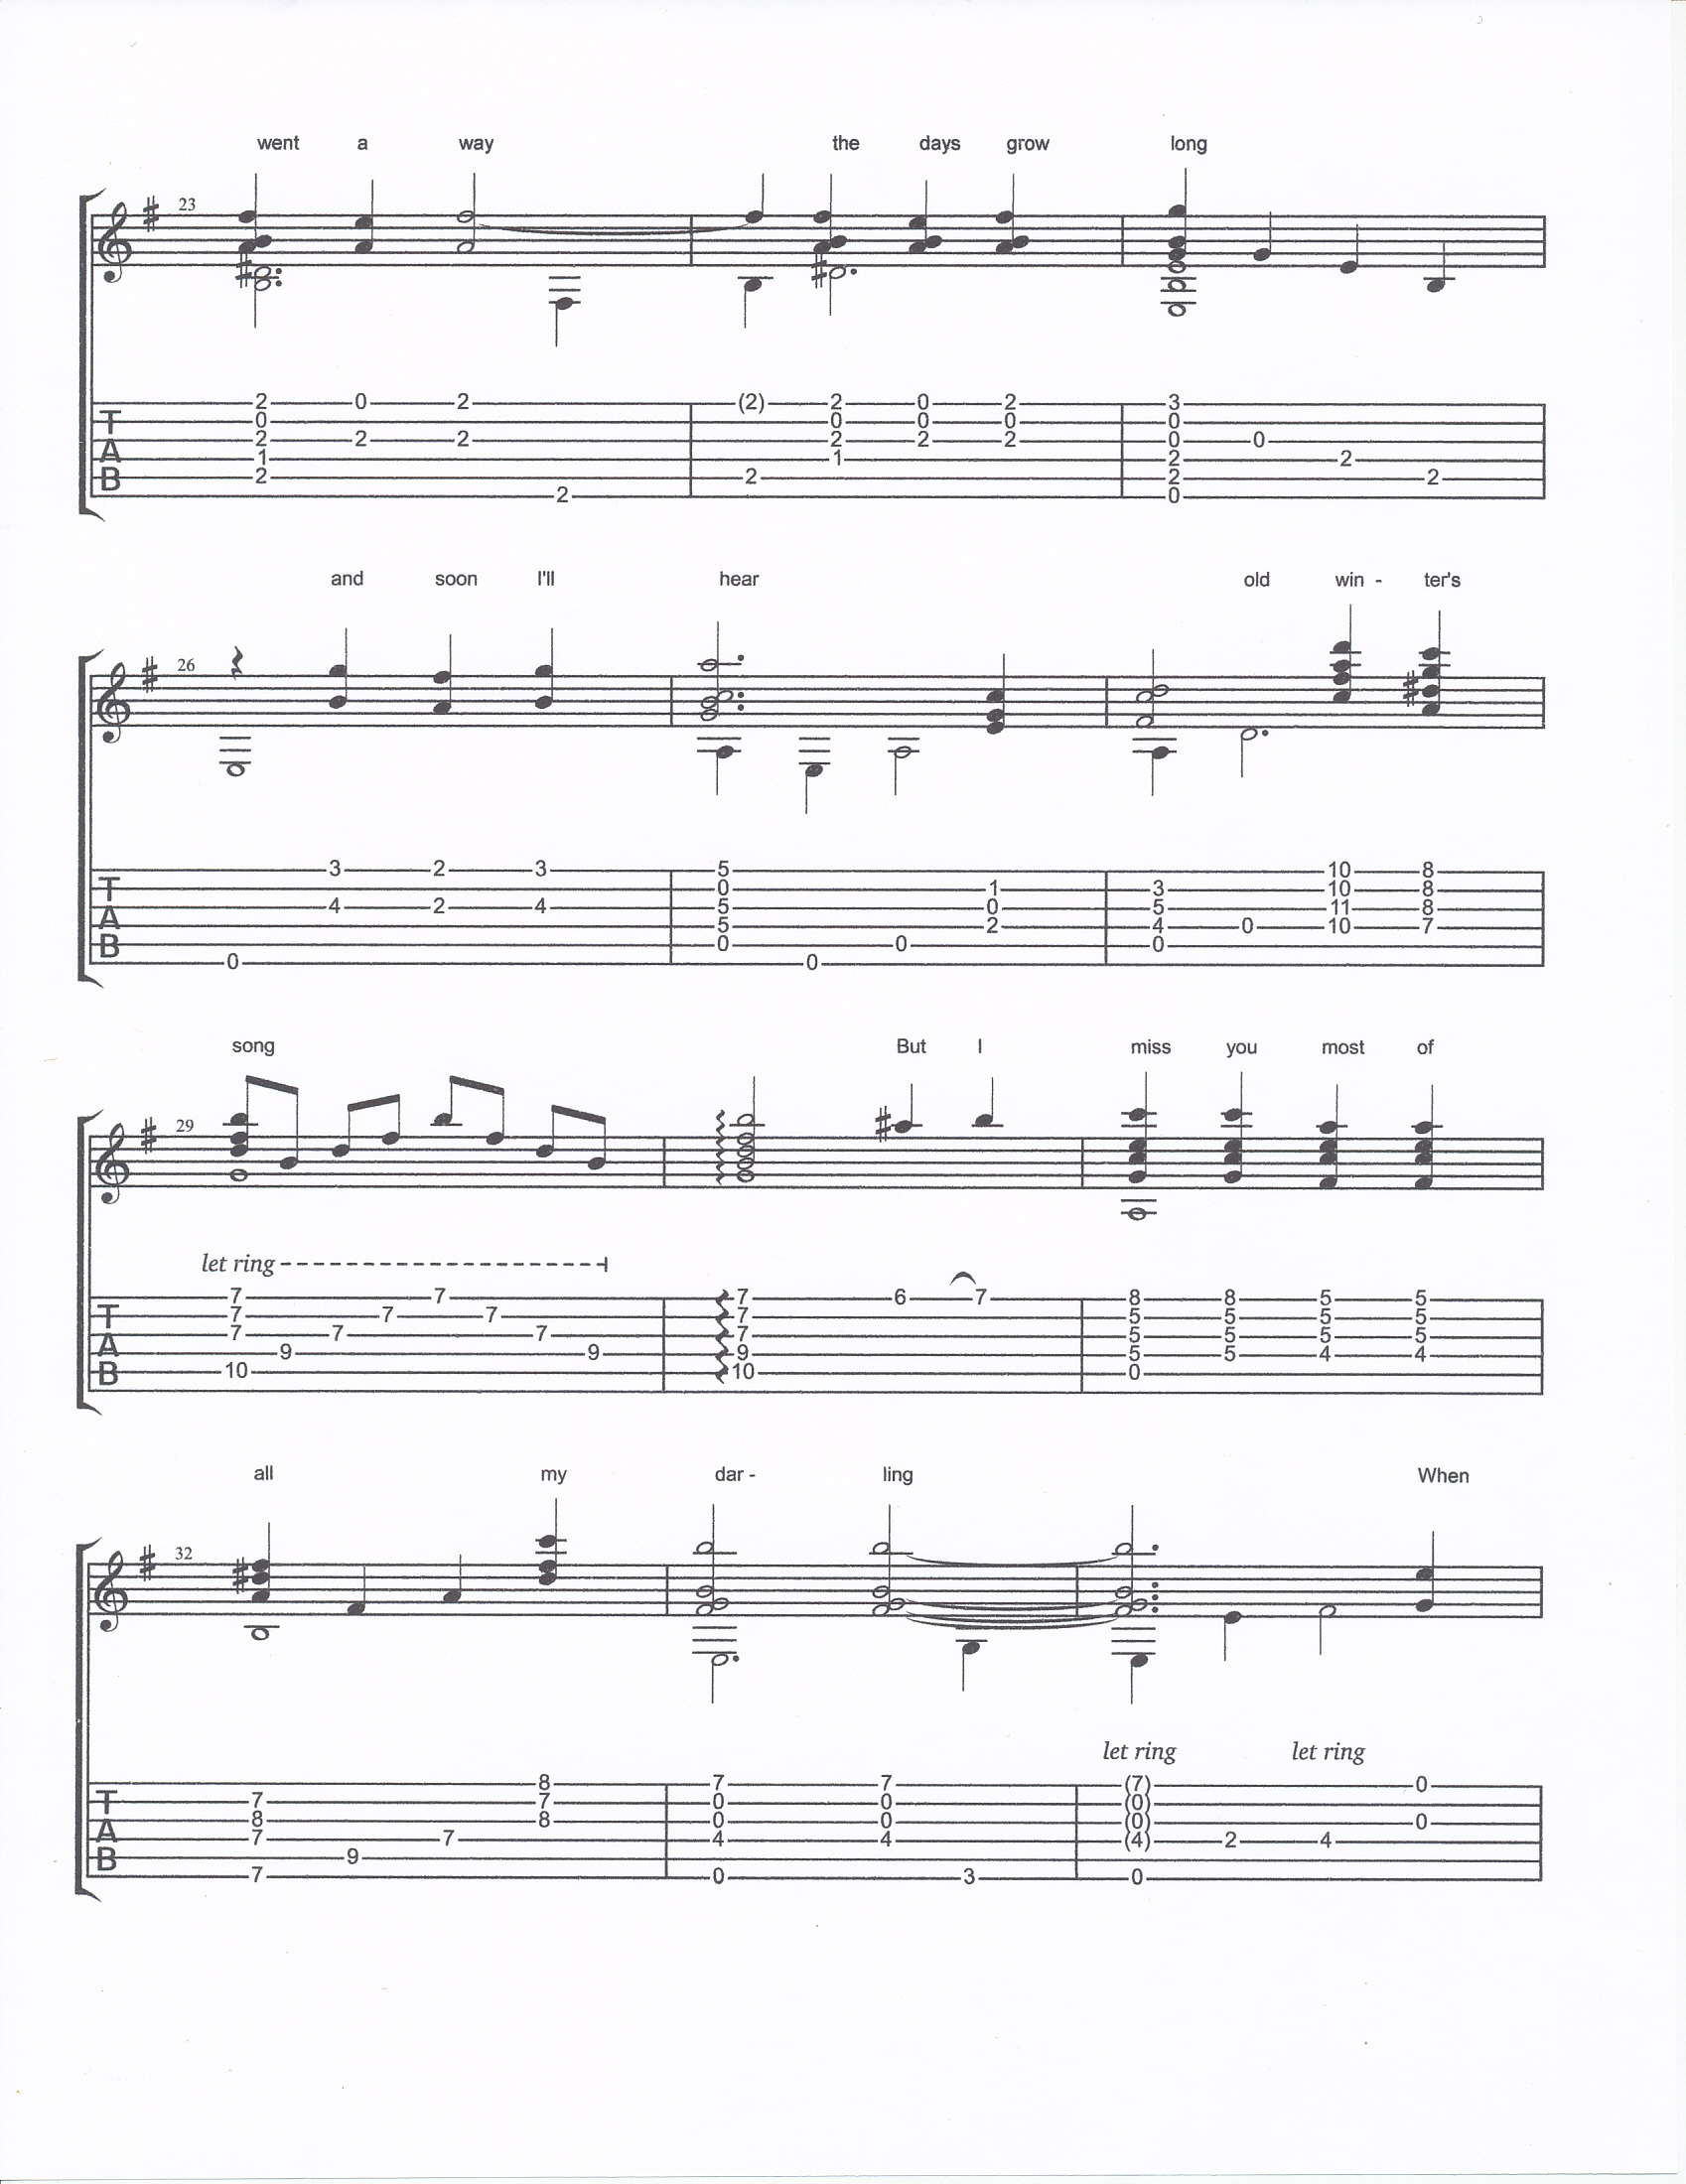 went a way the days grow long
23
2 0 2 (2) 2 0 2 3
T 0 0 0 0 0
2 2 2 2 2 2 0 0
A 1 1 2 2
B 2 2 2 2
2 0
and soon I'll hear old win - ter's
26
3 2 3 5 10 8
T 0 1 3 10 8
4 2 4 5 0 5 11 8
A 5 2 4 0 10 7
B 0 0 0
0 0
song But I miss you most of
29
let ring
7 7 7 6 7 8 8 5 5
T 7 7 7 7 5 5 5 5
7 7 7 7 5 5 5 5
A 9 9 9 5 5 4 4
B 10 10 0
all my dar - ling When
32
let ring let ring
8 7 7 (7) 0
T 7 7 0 0 (0)
8 8 0 0 (0) 0
A 7 7 4 4 (4) 2 4
B 9
7 0 3 0